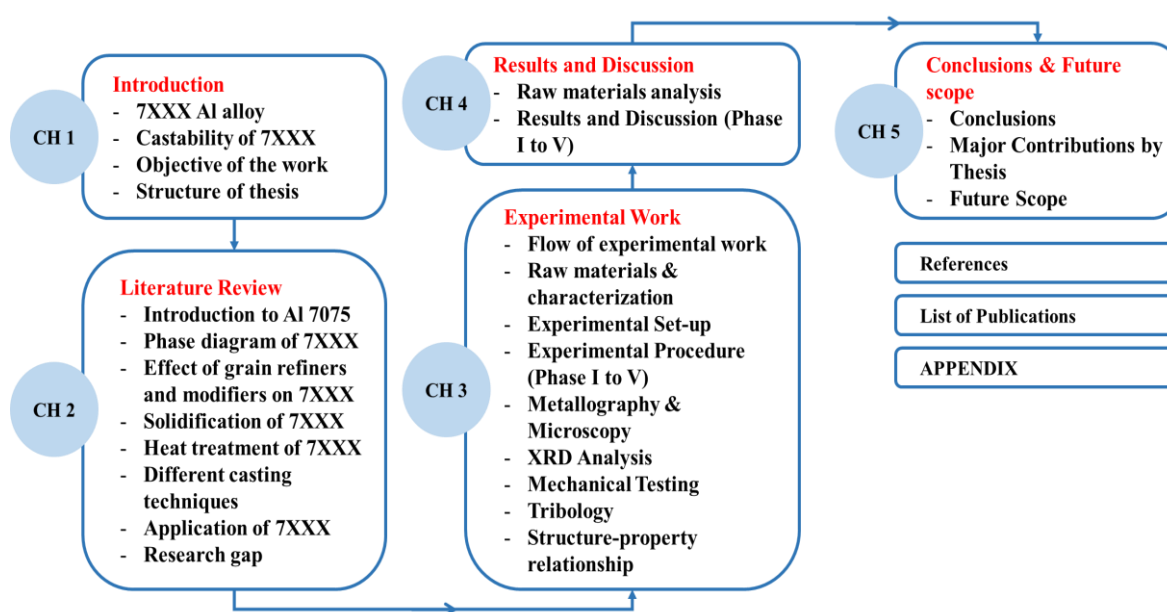 CH 1
Introduction
- 7XXX Al alloy
- Castability of 7XXX
- Objective of the work
- Structure of thesis
CH 2
Literature Review
- Introduction to Al 7075
- Phase diagram of 7XXX
- Effect of grain refiners
and modifiers on 7XXX
- Solidification of 7XXX
- Heat treatment of 7XXX
- Different casting
techniques
- Application of 7XXX
- Research gap
CH 3
Experimental Work
- Flow of experimental work
- Raw materials &
characterization
- Experimental Set-up
- Experimental Procedure
(Phase I to V)
- Metallography &
Microscopy
- XRD Analysis
- Mechanical Testing
- Tribology
- Structure-property
relationship
CH 4
Results and Discussion
- Raw materials analysis
- Results and Discussion (Phase
I to V)
CH 5
Conclusions & Future
scope
- Conclusions
- Major Contributions by
Thesis
- Future Scope
References
List of Publications
APPENDIX